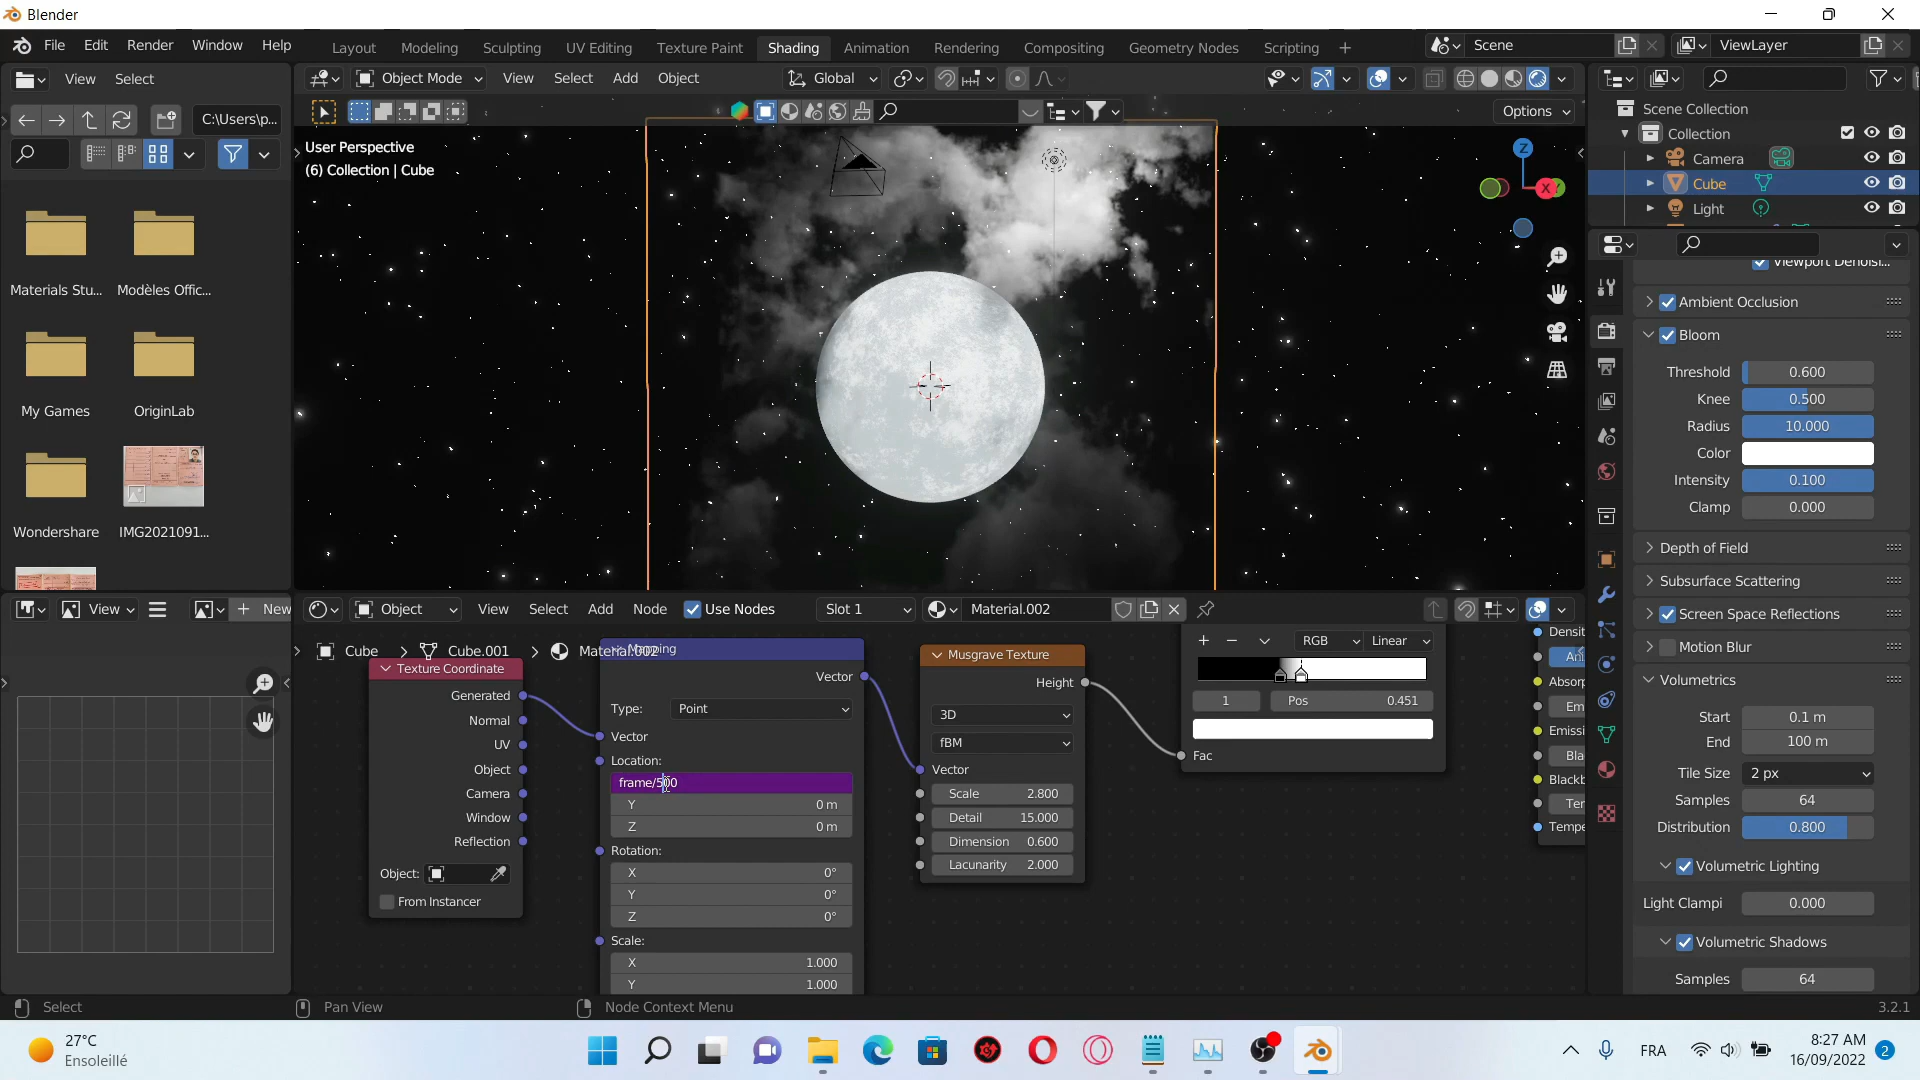 Blender
File Edit Render Window Help
Layout Modeling Sculpting UV Editing Texture Paint Shading Animation Rendering Compositing Geometry Nodes Scripting +
Scene
ViewLayer
View Select
Object Mode View Select Add Object Global
C:\Users\p...
Options
User Perspective
(6) Collection | Cube
Z
X
Y
Materials Stu... Modèles Offic...
My Games OriginLab
Wondershare IMG2021091...
Scene Collection
Collection
Camera
Cube
Light
Viewport Denoisi...
Ambient Occlusion
Bloom
Threshold 0.600
Knee 0.500
Radius 10.000
Color
Intensity 0.100
Clamp 0.000
Depth of Field
Subsurface Scattering
Screen Space Reflections
Motion Blur
Volumetrics
Start 0.1 m
End 100 m
Tile Size 2 px
Samples 64
Distribution 0.800
Volumetric Lighting
Light Clampi 0.000
Volumetric Shadows
Samples 64
View + New
Object View Select Add Node Use Nodes Slot 1 Material.002
Cube > Cube.001 > Material.002
Texture Coordinate
Generated
Normal
UV
Object
Camera
Window
Reflection
Object:
From Instancer
Mapping
Vector
Type: Point
Vector
Location:
frame/500
Y 0 m
Z 0 m
Rotation:
X 0°
Y 0°
Z 0°
Scale:
X 1.000
Y 1.000
Musgrave Texture
Height
3D
fBM
Vector
Scale 2.800
Detail 15.000
Dimension 0.600
Lacunarity 2.000
RGB Linear
1 Pos 0.451
Fac
Densit
Ani
Absorp
Em
Emissi
Bla
Blackb
Ter
Tempe
Select Pan View Node Context Menu 3.2.1
27°C
Ensoleillé
FRA
8:27 AM
16/09/2022
2